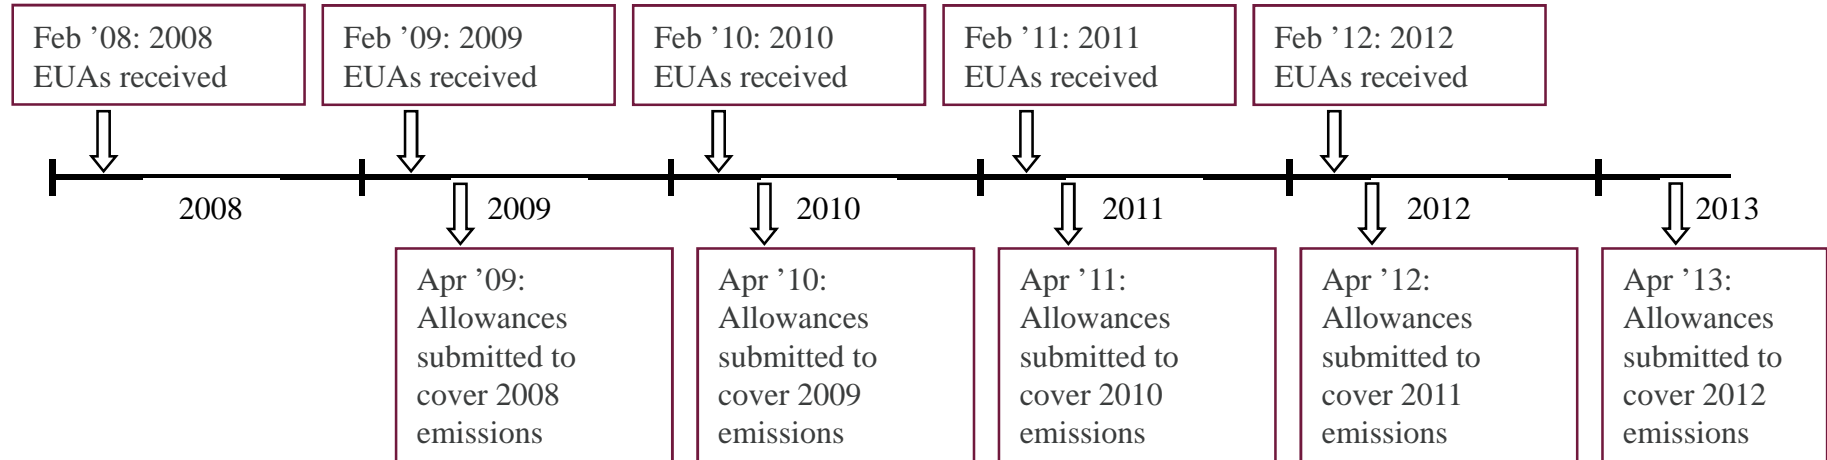 Feb ’08: 2008
EUAs received
Feb ’09: 2009
EUAs received
Feb ’10: 2010
EUAs received
Feb ’11: 2011
EUAs received
Feb ’12: 2012
EUAs received
2008
2009
2010
2011
2012
2013
Apr ’09:
Allowances
submitted to
cover 2008
emissions
Apr ’10:
Allowances
submitted to
cover 2009
emissions
Apr ’11:
Allowances
submitted to
cover 2010
emissions
Apr ’12:
Allowances
submitted to
cover 2011
emissions
Apr ’13:
Allowances
submitted to
cover 2012
emissions